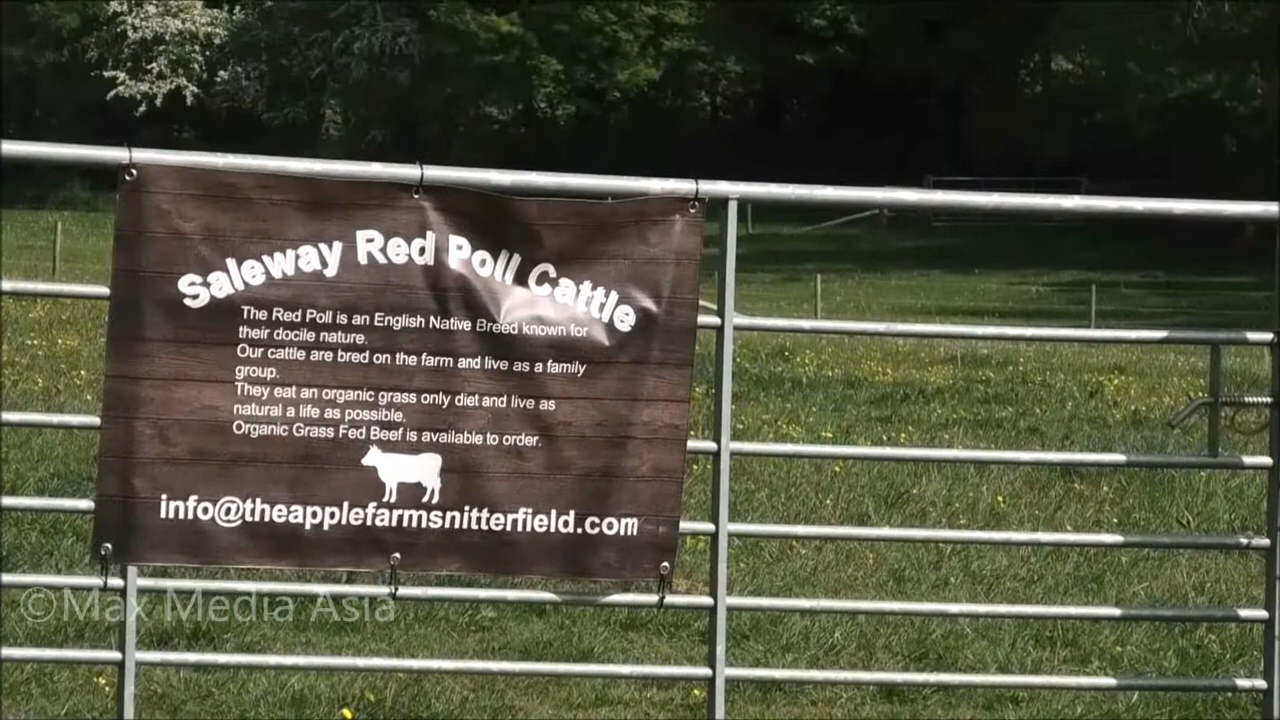 Saleway Red Poll Cattle
The Red Poll is an English Native Breed known for
their docile nature.
Our cattle are bred on the farm and live as a family
group.
They eat an organic grass only diet and live as
natural a life as possible.
Organic Grass Fed Beef is available to order.
info@theapplefarmsnitterfield.com
©Max Media Asia